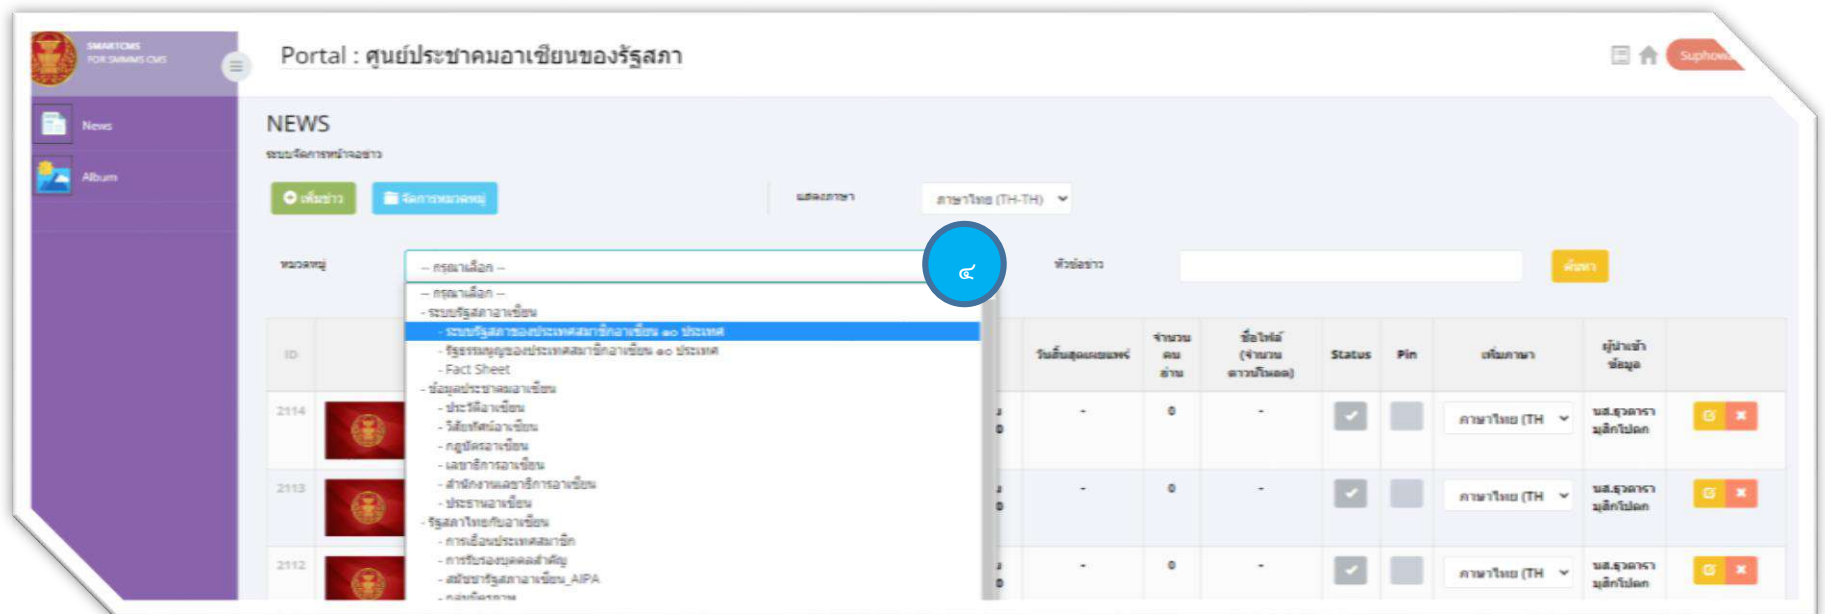 SMARTCMS
FOR SMMMS CMS
Portal : ศูนย์ประชาคมอาเซียนของรัฐสภา
News
Album
NEWS
ระบบจัดการหน้าจอข่าว
เพิ่มข่าว
จัดการหมวดหมู่
แสดงภาษา
ภาษาไทย (TH-TH)
หมวดหมู่
-- กรุณาเลือก --
๔
หัวข้อข่าว
ค้นหา
-- กรุณาเลือก --
- ระบบรัฐสภาอาเซียน
- ระบบรัฐสภาของประเทศสมาชิกอาเซียน ๑๐ ประเทศ
- รัฐธรรมนูญของประเทศสมาชิกอาเซียน ๑๐ ประเทศ
- Fact Sheet
- ข้อมูลประชาคมอาเซียน
- ประวัติอาเซียน
- วิสัยทัศน์อาเซียน
- กฎบัตรอาเซียน
- เลขาธิการอาเซียน
- สำนักงานเลขาธิการอาเซียน
- ประธานอาเซียน
- รัฐสภาไทยกับอาเซียน
- การเยือนประเทศสมาชิก
- การรับรองบุคคลสำคัญ
- สมัชชารัฐสภาอาเซียน_AIPA
- กลุ่มมิตรภาพ
ID
วันสิ้นสุดเผยแพร่
จำนวน
คน
อ่าน
ชื่อไฟล์
(จำนวน
ดาวน์โหลด)
Status
Pin
เพิ่มภาษา
ผู้นำเข้า
ข้อมูล
2114
-
0
-
ภาษาไทย (TH
นส.ธุวดารา
มุสิกโปดก
2113
-
0
-
ภาษาไทย (TH
นส.ธุวดารา
มุสิกโปดก
2112
-
0
-
ภาษาไทย (TH
นส.ธุวดารา
มุสิกโปดก